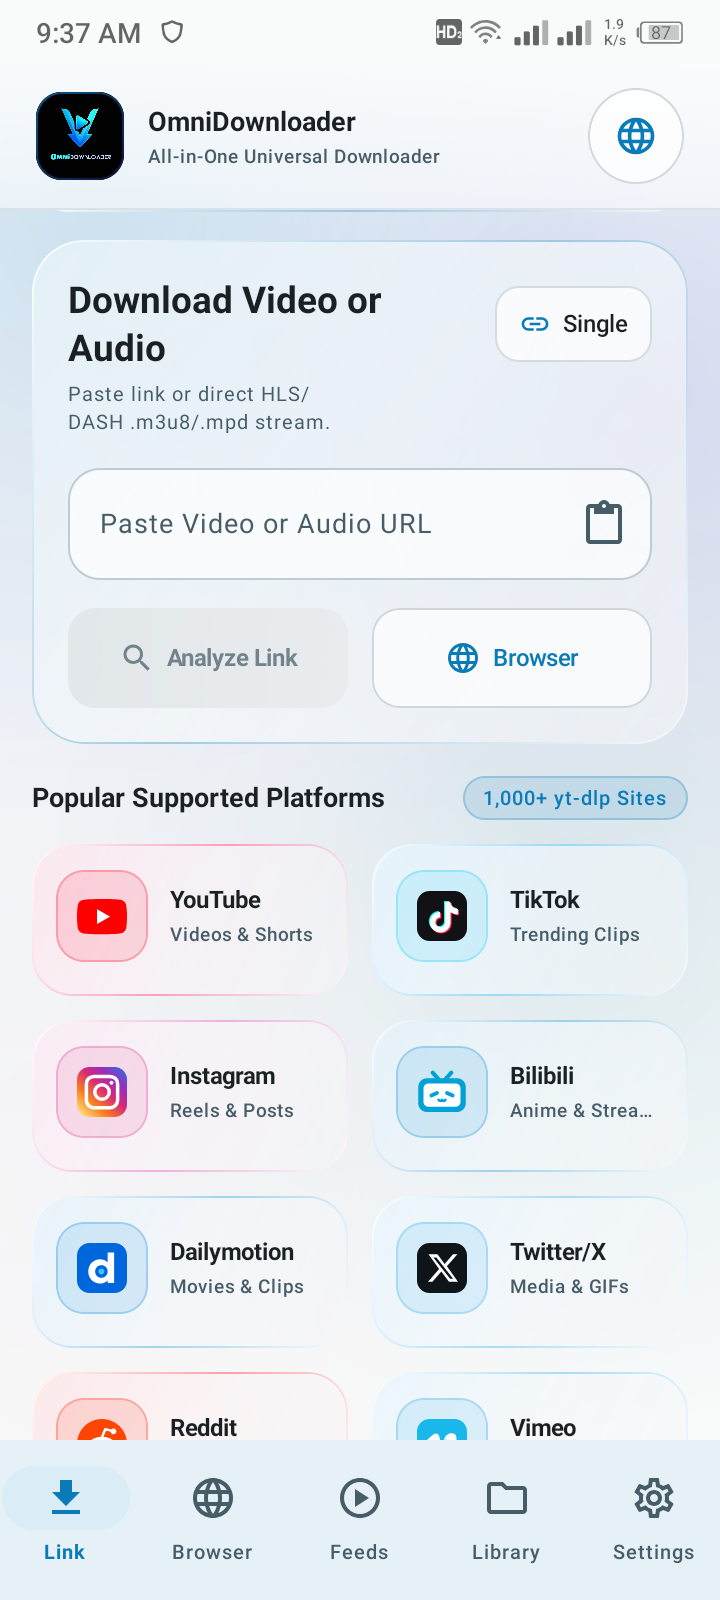 9:37 AM
HD2
1.9
K/s
87
OmniDownloader
OmniDownloader
All-in-One Universal Downloader
Download Video or
Audio
Single
Paste link or direct HLS/
DASH .m3u8/.mpd stream.
Paste Video or Audio URL
Analyze Link
Browser
Popular Supported Platforms
1,000+ yt-dlp Sites
YouTube
Videos & Shorts
TikTok
Trending Clips
Instagram
Reels & Posts
Bilibili
Anime & Strea...
Dailymotion
Movies & Clips
Twitter/X
Media & GIFs
Reddit
Vimeo
Link
Browser
Feeds
Library
Settings